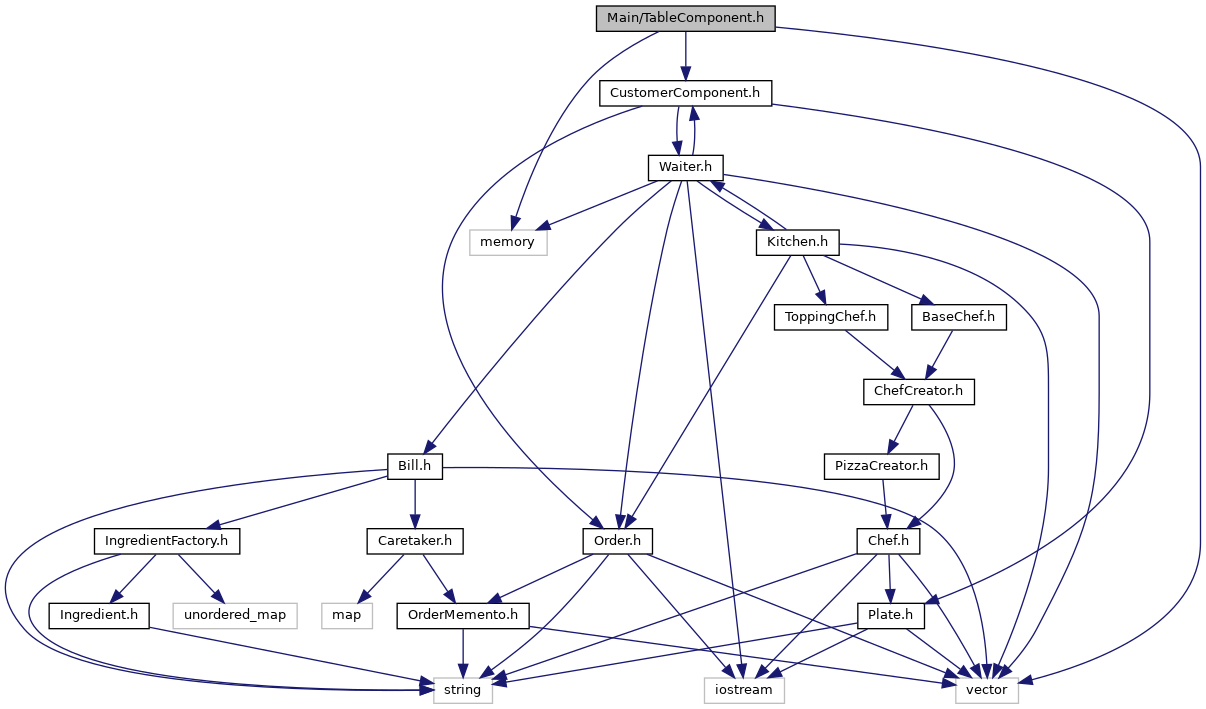 Main/TableComponent.h
CustomerComponent.h
Waiter.h
memory
Kitchen.h
ToppingChef.h
BaseChef.h
ChefCreator.h
Bill.h
PizzaCreator.h
IngredientFactory.h
Caretaker.h
Order.h
Chef.h
Ingredient.h
unordered_map
map
OrderMemento.h
Plate.h
string
iostream
vector